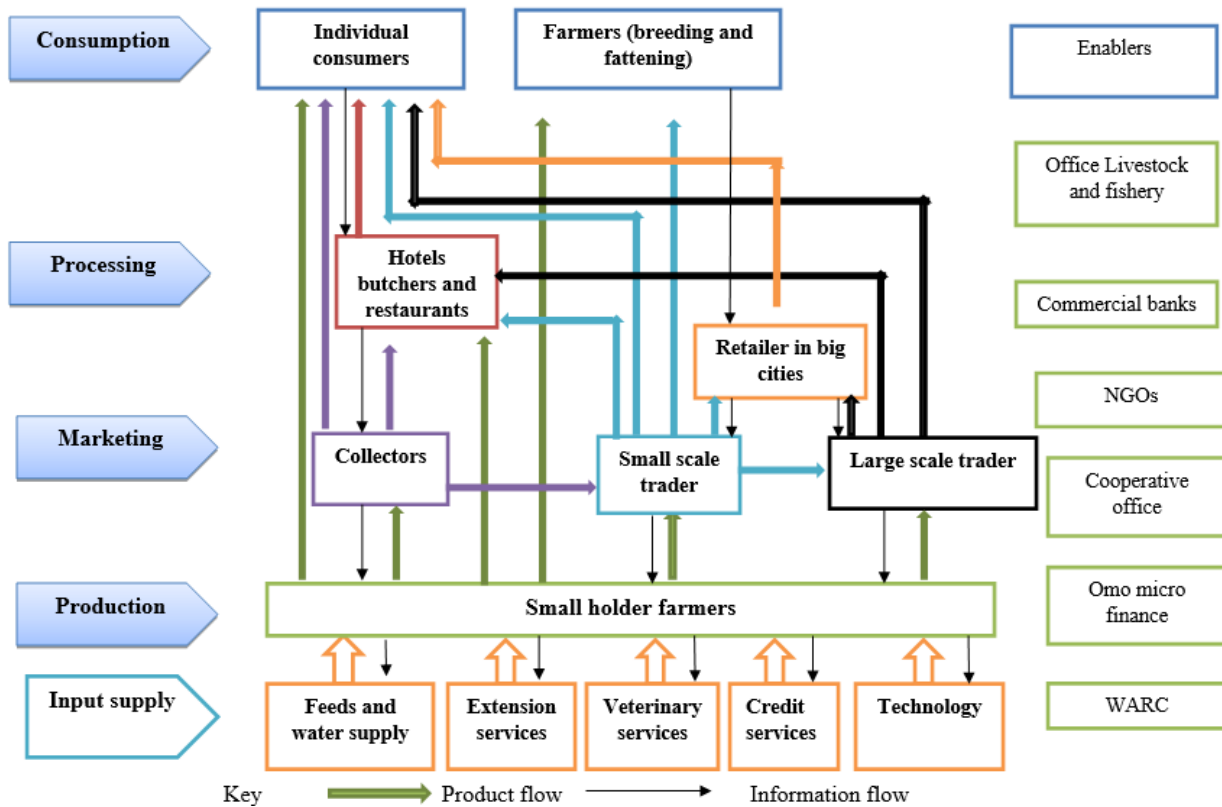 Consumption
Individual
consumers
Farmers (breeding and
fattening)
Enablers
Office Livestock
and fishery
Processing
Hotels
butchers and
restaurants
Commercial banks
Retailer in big
cities
NGOs
Marketing
Collectors
Small scale
trader
Large scale trader
Cooperative
office
Production
Small holder farmers
Omo micro
finance
Input supply
Feeds and
water supply
Extension
services
Veterinary
services
Credit
services
Technology
WARC
Key
Product flow
Information flow